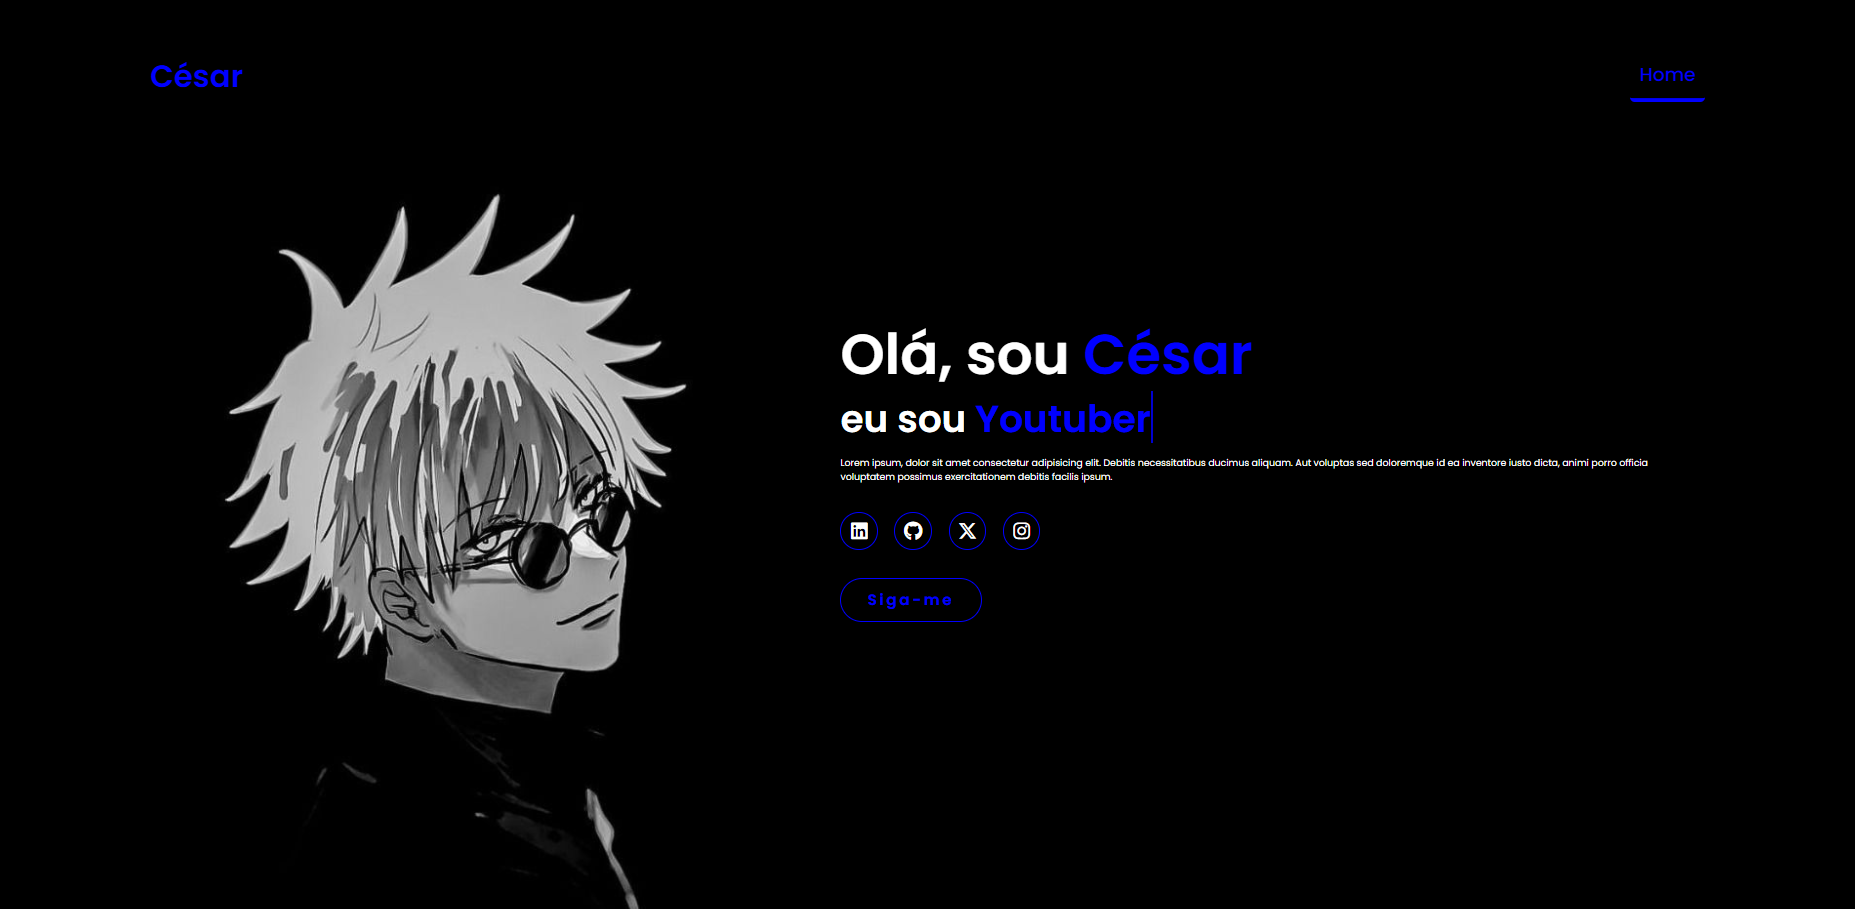 César
Home
Olá, sou César
eu sou Youtuber
Lorem ipsum, dolor sit amet consectetur adipisicing elit. Debitis necessitatibus ducimus aliquam. Aut voluptas sed doloremque id ea inventore iusto dicta, animi porro officia
voluptatem possimus exercitationem debitis facilis ipsum.
Siga-me